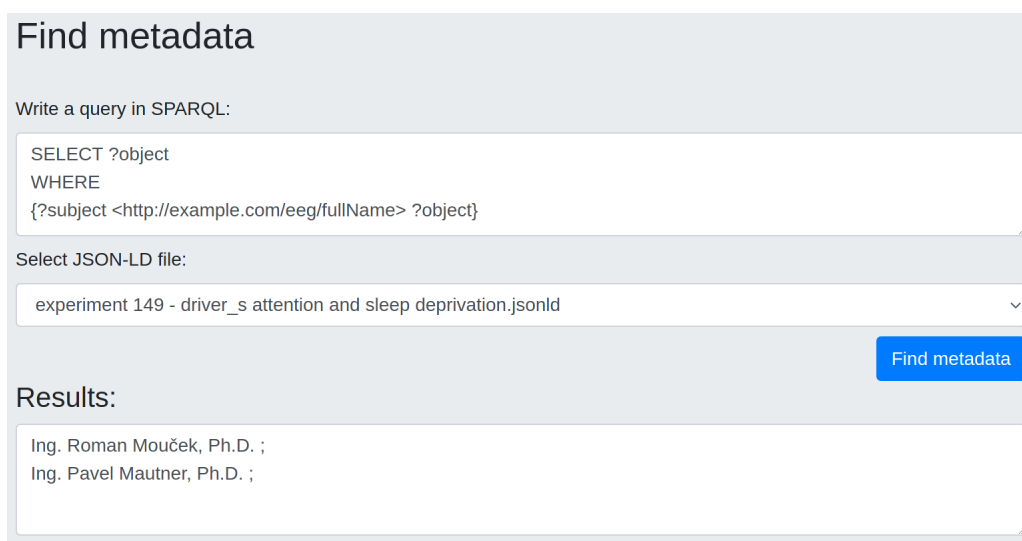 Find metadata
Write a query in SPARQL:
SELECT ?object
WHERE
{?subject <http://example.com/eeg/fullName> ?object}
Select JSON-LD file:
experiment 149 - driver_s attention and sleep deprivation.jsonld
Find metadata
Results:
Ing. Roman Mouček, Ph.D. ;
Ing. Pavel Mautner, Ph.D. ;